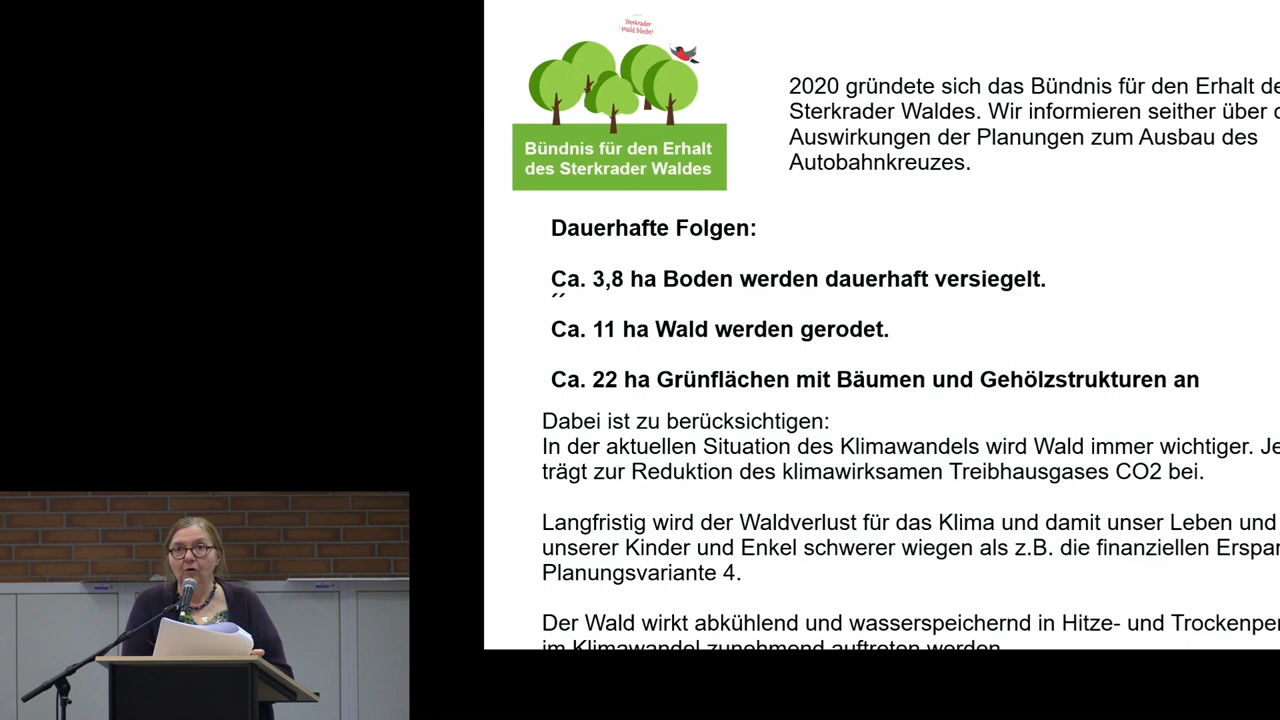 Sterkrader
Wald bleibt!
Bündnis für den Erhalt
des Sterkrader Waldes
2020 gründete sich das Bündnis für den Erhalt de
Sterkrader Waldes. Wir informieren seither über d
Auswirkungen der Planungen zum Ausbau des
Autobahnkreuzes.
Dauerhafte Folgen:
Ca. 3,8 ha Boden werden dauerhaft versiegelt.
Ca. 11 ha Wald werden gerodet.
Ca. 22 ha Grünflächen mit Bäumen und Gehölzstrukturen an
Dabei ist zu berücksichtigen:
In der aktuellen Situation des Klimawandels wird Wald immer wichtiger. Je
trägt zur Reduktion des klimawirksamen Treibhausgases CO2 bei.
Langfristig wird der Waldverlust für das Klima und damit unser Leben und
unserer Kinder und Enkel schwerer wiegen als z.B. die finanziellen Erspar
Planungsvariante 4.
Der Wald wirkt abkühlend und wasserspeichernd in Hitze- und Trockenper
im Klimawandel zunehmend auftreten werden